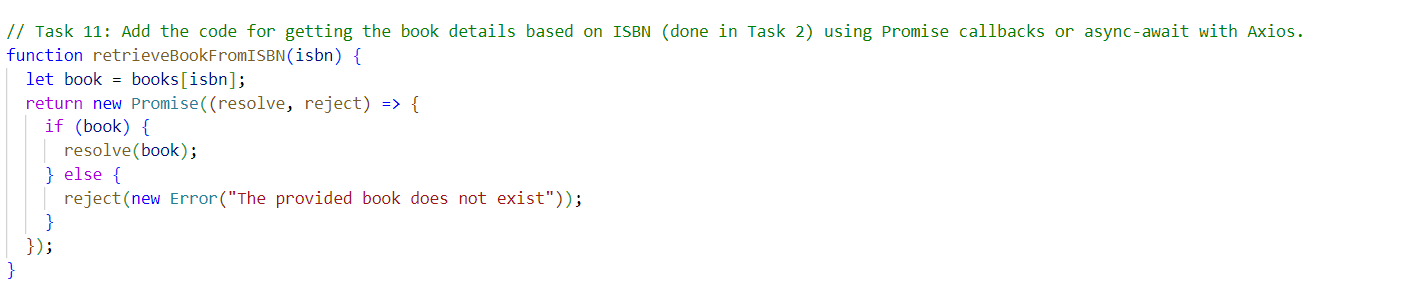 // Task 11: Add the code for getting the book details based on ISBN (done in Task 2) using Promise callbacks or async-await with Axios.
function retrieveBookFromISBN(isbn) {
  let book = books[isbn];
  return new Promise((resolve, reject) => {
    if (book) {
      resolve(book);
    } else {
      reject(new Error("The provided book does not exist"));
    }
  });
}